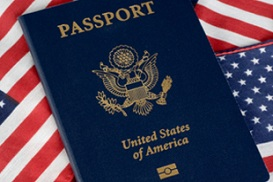 PASSPORT
United States
of America